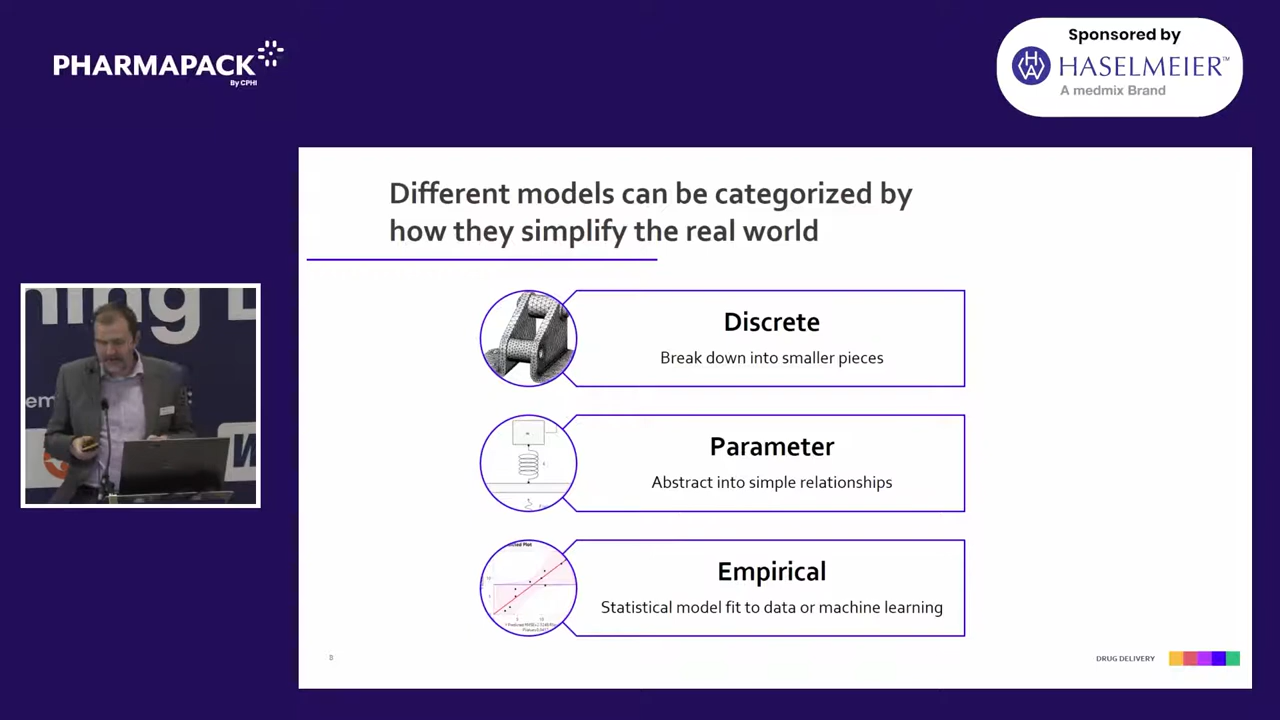 PHARMAPACK
By CPHI
Sponsored by
HASELMEIER™
A medmix Brand
Different models can be categorized by
how they simplify the real world
Discrete
Break down into smaller pieces
Parameter
Abstract into simple relationships
Empirical
Statistical model fit to data or machine learning
8
DRUG DELIVERY